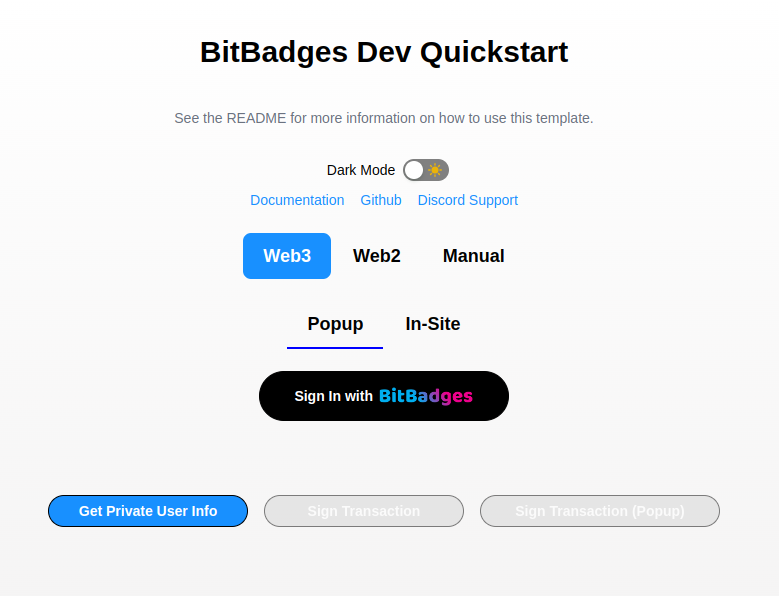 BitBadges Dev Quickstart
See the README for more information on how to use this template.
Dark Mode
Documentation Github Discord Support
Web3 Web2 Manual
Popup In-Site
Sign In with BitBadges
Get Private User Info Sign Transaction Sign Transaction (Popup)